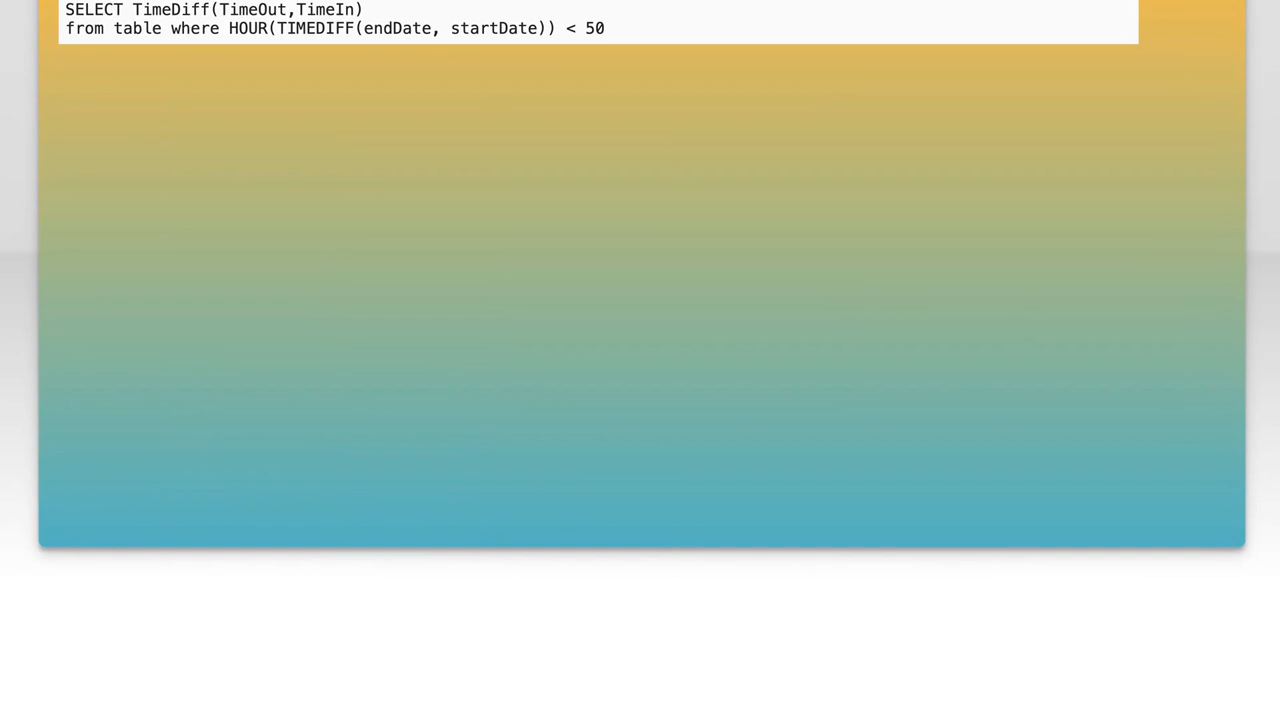 SELECT TimeDiff(TimeOut,TimeIn)
from table where HOUR(TIMEDIFF(endDate, startDate)) < 50